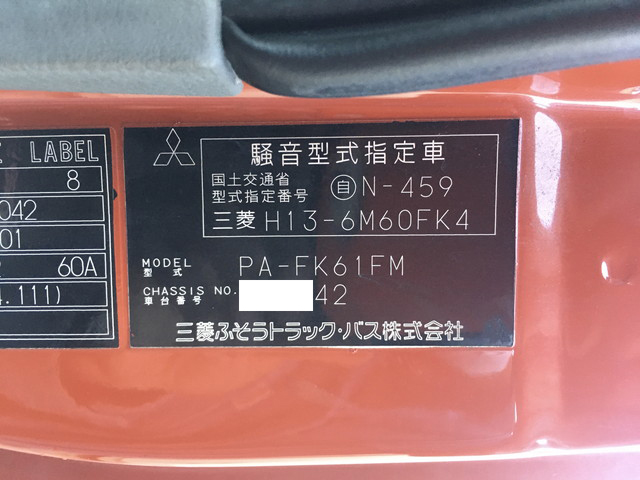 LABEL
8
042
01
60A
4.111)
騒音型式指定車
国土交通省
型式指定番号
自 N-459
三菱 H13-6M60FK4
MODEL
型式
PA-FK61FM
CHASSIS NO.
車台番号
42
三菱ふそうトラック・バス株式会社